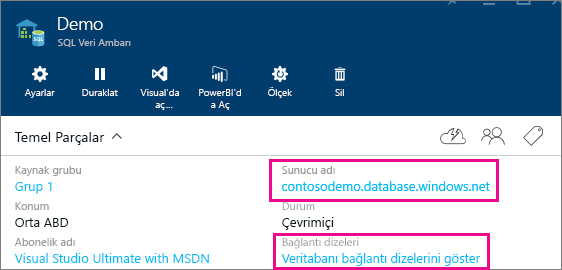 Demo
SQL Veri Ambarı
SQL
Ayarlar
Duraklat
Visual'da aç...
PowerBI'd a Aç
Ölçek
Sil
Temel Parçalar
Kaynak grubu
Grup 1
Sunucu adı
contosodemo.database.windows.net
Konum
Orta ABD
Durum
Çevrimiçi
Abonelik adı
Visual Studio Ultimate with MSDN
Bağlantı dizeleri
Veritabanı bağlantı dizelerini göster